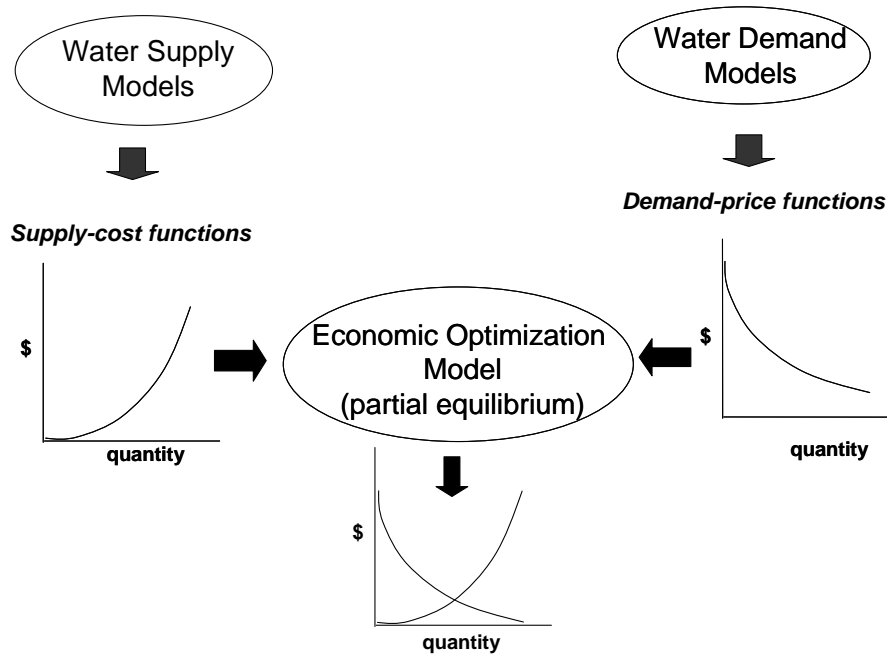 Water Supply
Models
Water Demand
Models
Supply-cost functions
Demand-price functions
$
quantity
Economic Optimization
Model
(partial equilibrium)
$
quantity
$
quantity